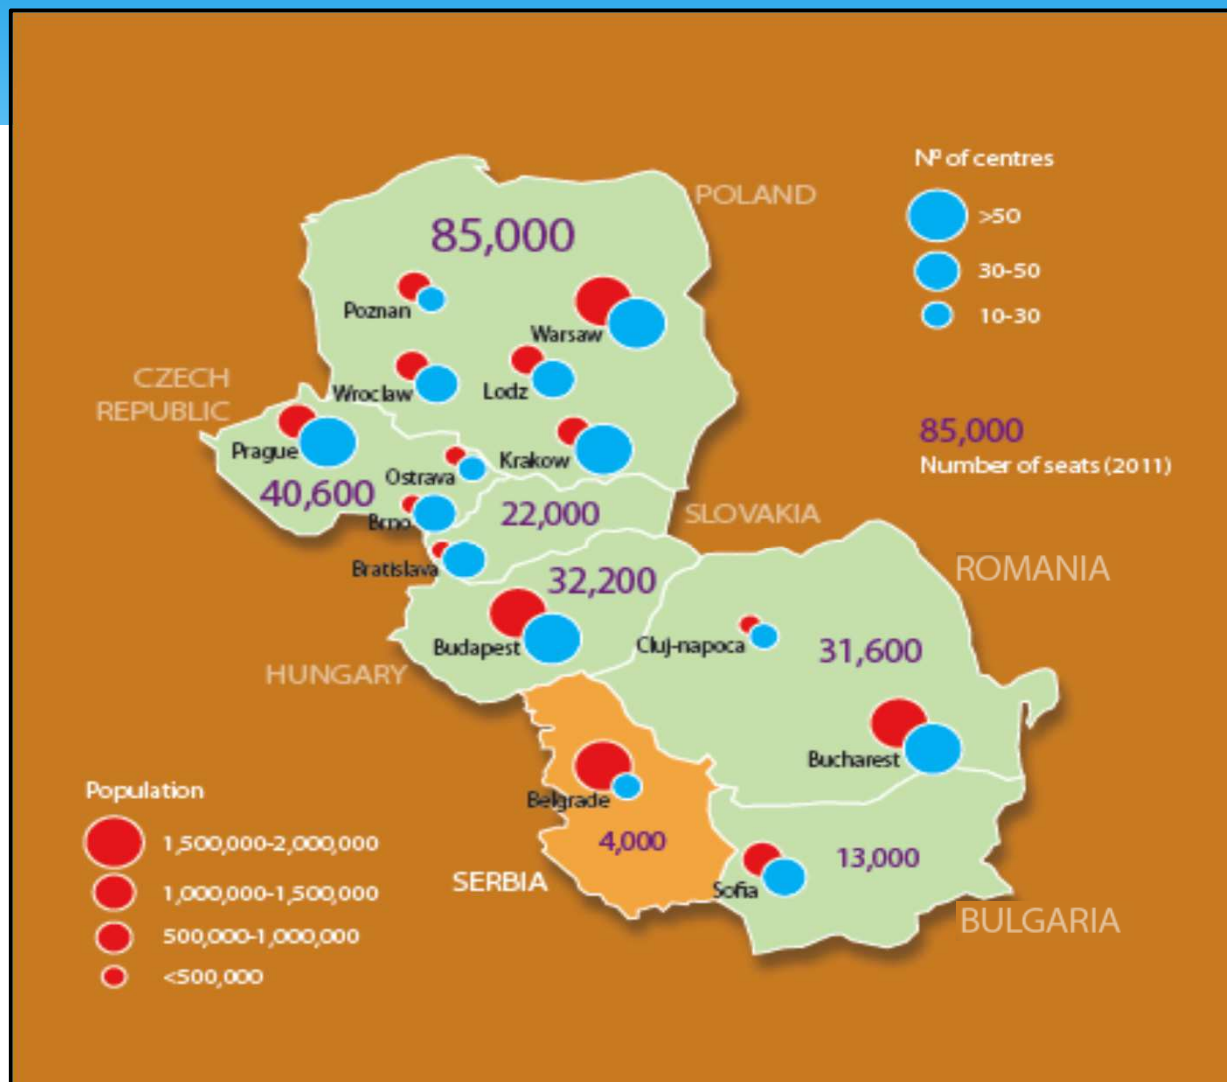 Nº of centres
>50
30-50
10-30
POLAND
85,000
Poznan
Warsaw
Wroclaw
Lodz
CZECH
REPUBLIC
Prague
Krakow
Ostrava
40,600
Brno
22,000
SLOVAKIA
85,000
Number of seats (2011)
Bratislava
32,200
ROMANIA
Budapest
Cluj-napoca
31,600
HUNGARY
Bucharest
Belgrade
4,000
SERBIA
Sofia
13,000
BULGARIA
Population
1,500,000-2,000,000
1,000,000-1,500,000
500,000-1,000,000
<500,000